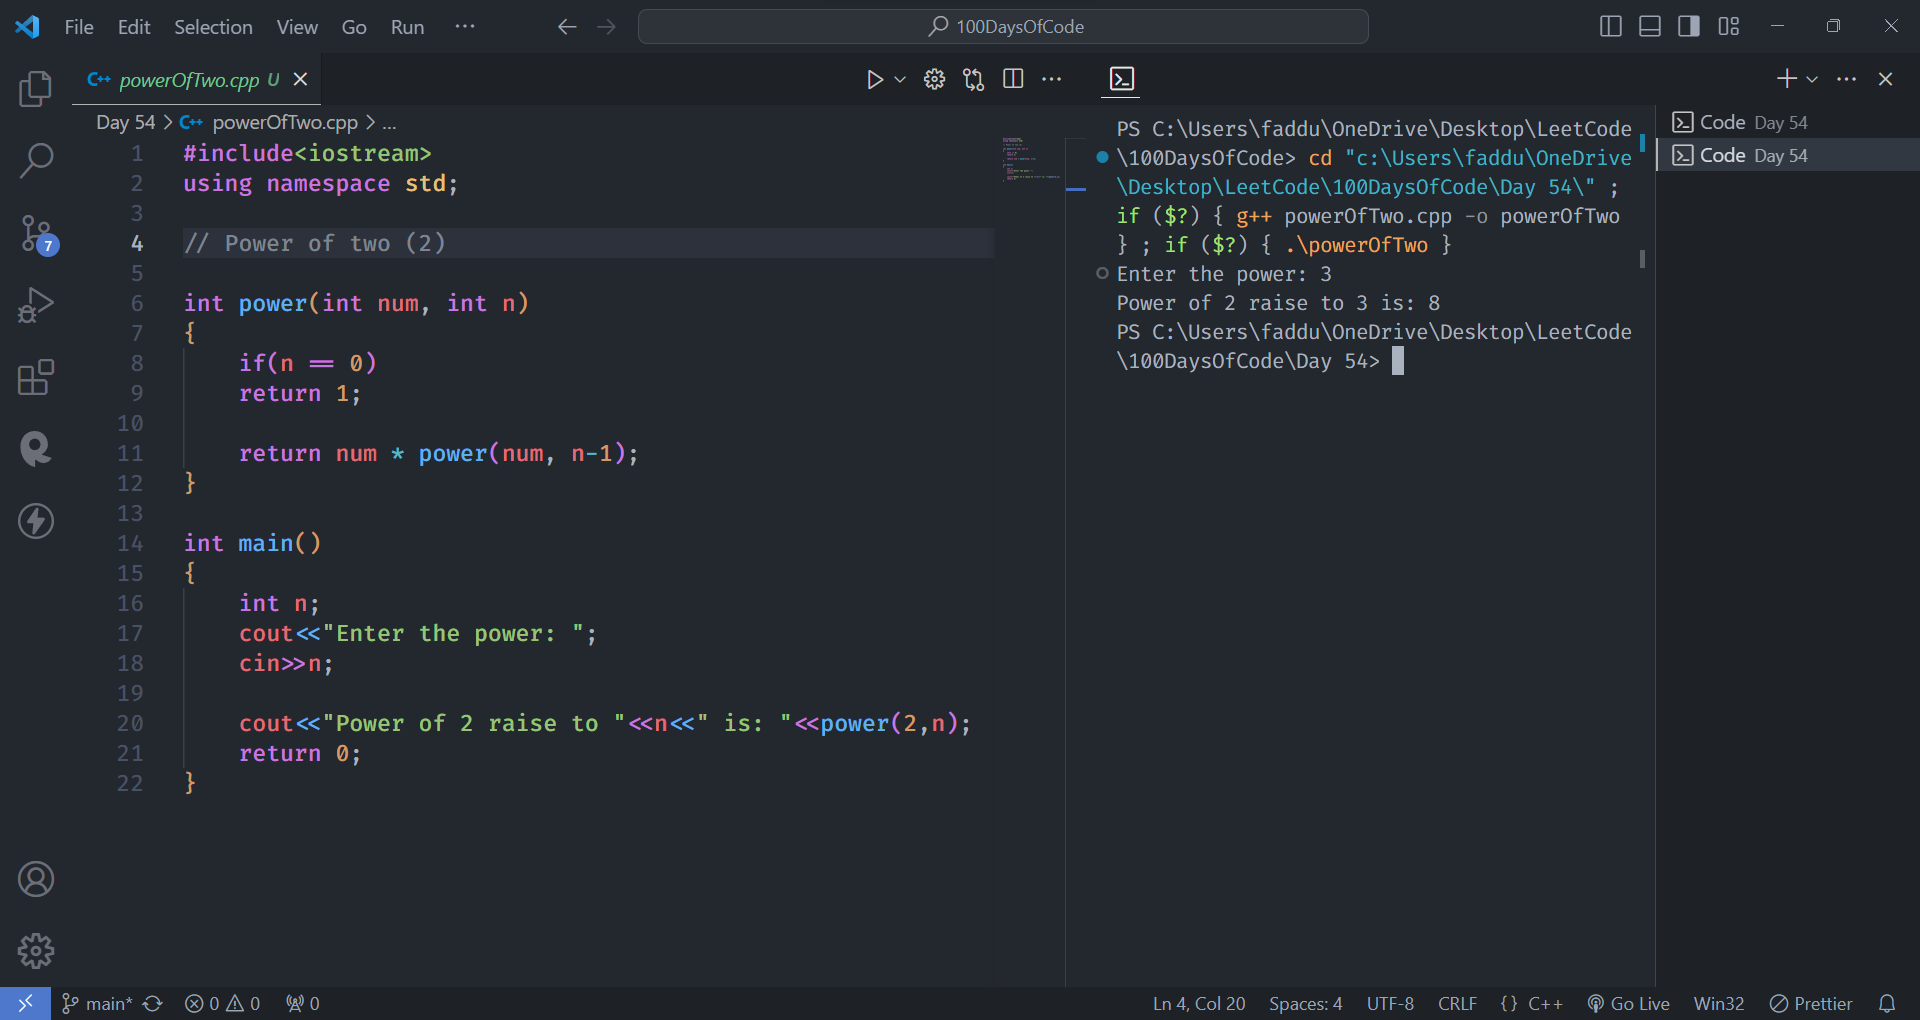 File Edit Selection View Go Run ··· 100DaysOfCode
C++ powerOfTwo.cpp U
Day 54 > C++ powerOfTwo.cpp > ...
1 #include<iostream>
2 using namespace std;
3
4 // Power of two (2)
5
6 int power(int num, int n)
7 {
8 if(n == 0)
9 return 1;
10
11 return num * power(num, n-1);
12 }
13
14 int main()
15 {
16 int n;
17 cout<<"Enter the power: ";
18 cin>>n;
19
20 cout<<"Power of 2 raise to "<<n<<" is: "<<power(2,n);
21 return 0;
22 }
7
PS C:\Users\faddu\OneDrive\Desktop\LeetCode
\100DaysOfCode> cd "c:\Users\faddu\OneDrive
\Desktop\LeetCode\100DaysOfCode\Day 54\" ;
if ($?) { g++ powerOfTwo.cpp -o powerOfTwo
} ; if ($?) { .\powerOfTwo }
Enter the power: 3
Power of 2 raise to 3 is: 8
PS C:\Users\faddu\OneDrive\Desktop\LeetCode
\100DaysOfCode\Day 54>
Code Day 54
Code Day 54
main* 0 0 0 Ln 4, Col 20 Spaces: 4 UTF-8 CRLF {} C++ Go Live Win32 Prettier